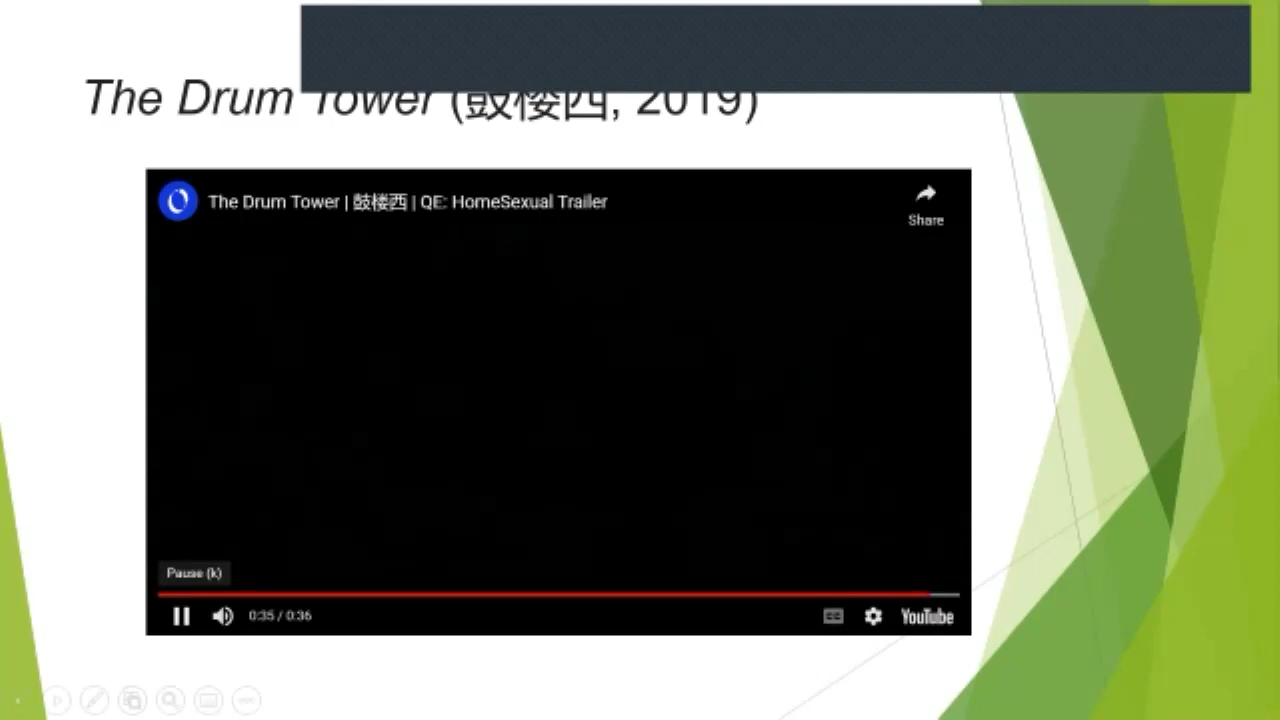 The Drum Tower (鼓楼西, 2019)
The Drum Tower | 鼓楼西 | QE: HomeSexual Trailer
Share
Pause (k)
0:35 / 0:36
CC
YouTube